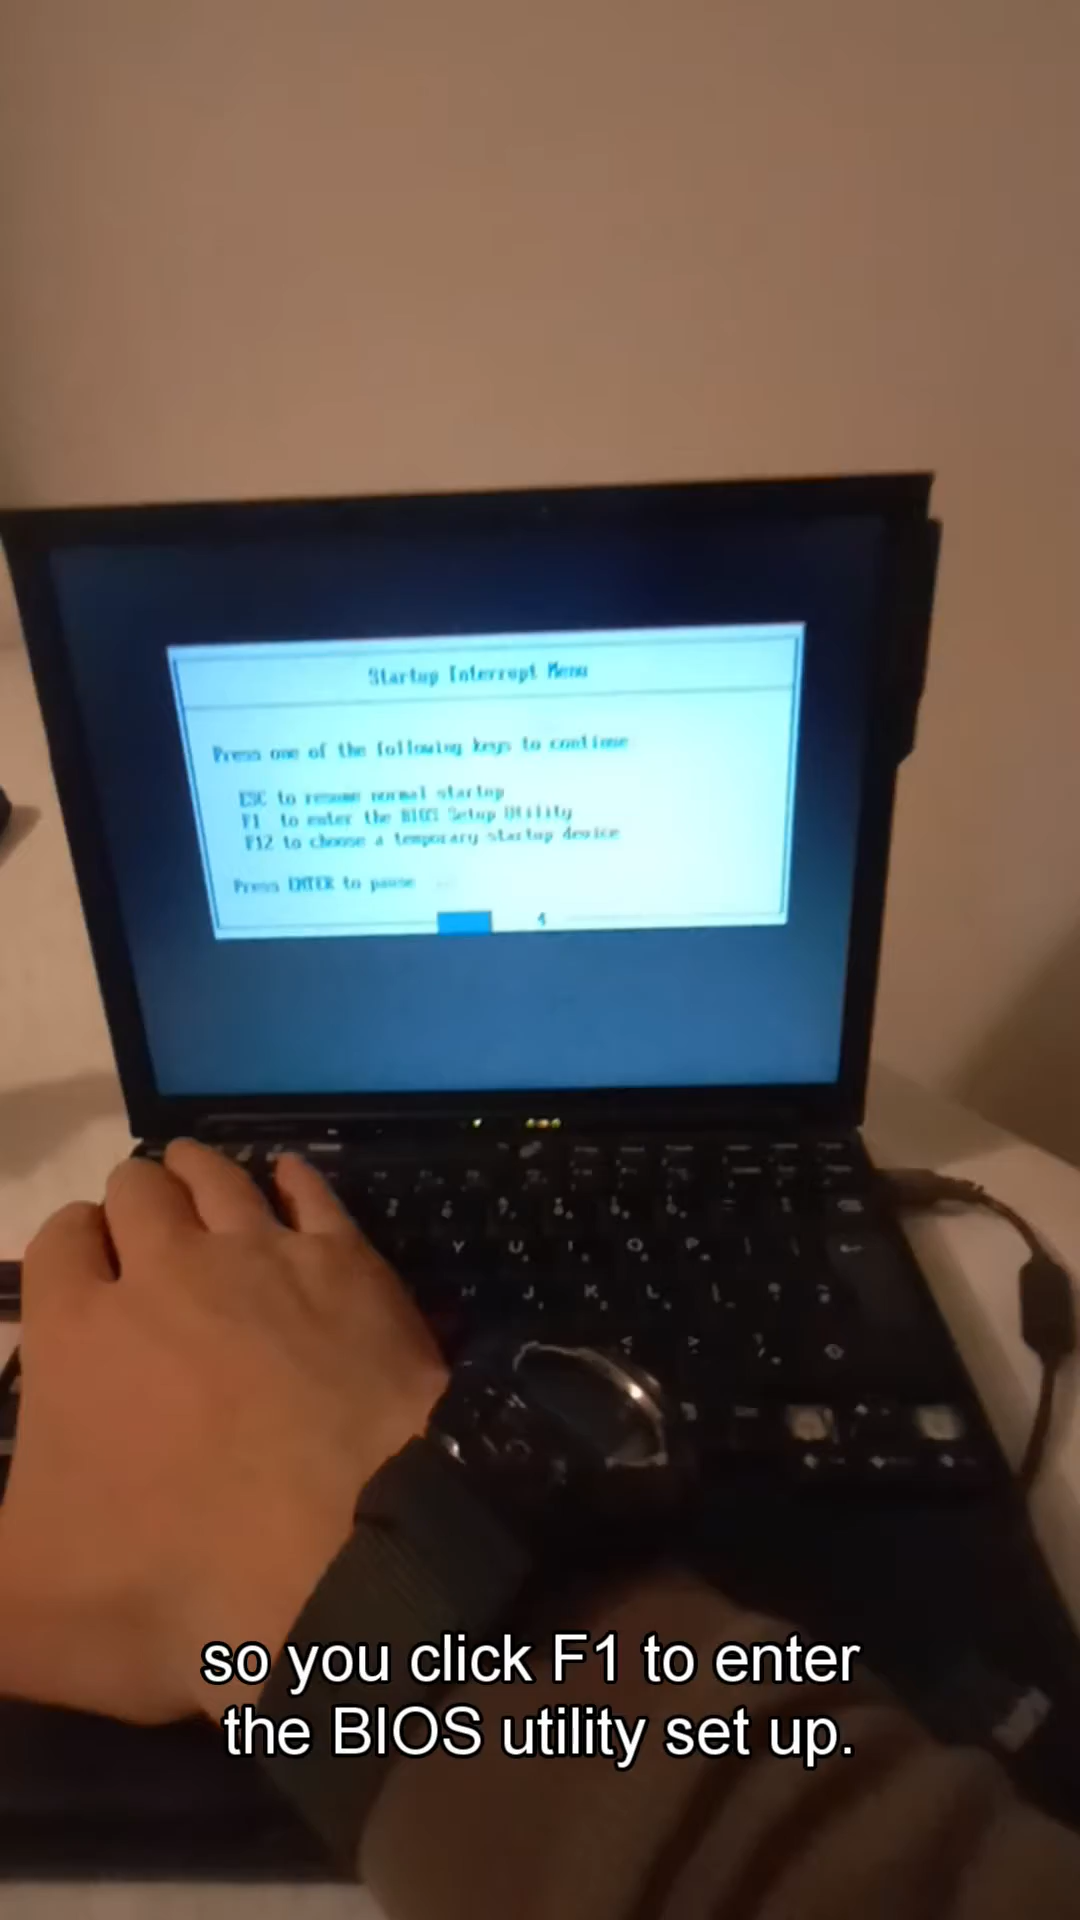 Startup Interrupt Menu
Press one of the following keys to continue
ESC to resume normal startup
F1 to enter the BIOS Setup Utility
F12 to choose a temporary startup device
Press ENTER to pause
4
Y U I O P
H J K L
so you click F1 to enter
the BIOS utility set up.